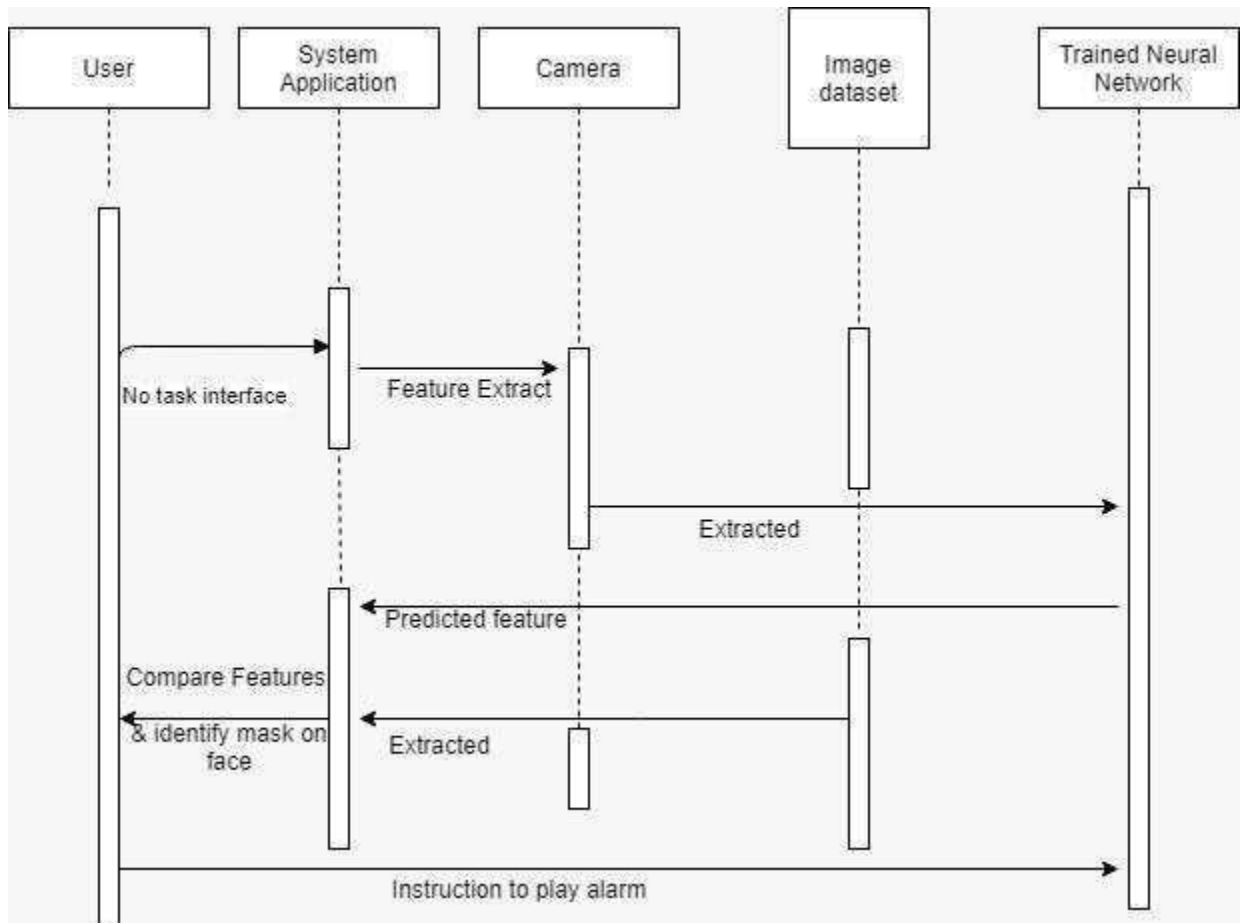 User
System
Application
Camera
Image
dataset
Trained Neural
Network
No task interface
Feature Extract
Extracted
Predicted feature
Compare Features
& identify mask on
face
Extracted
Instruction to play alarm